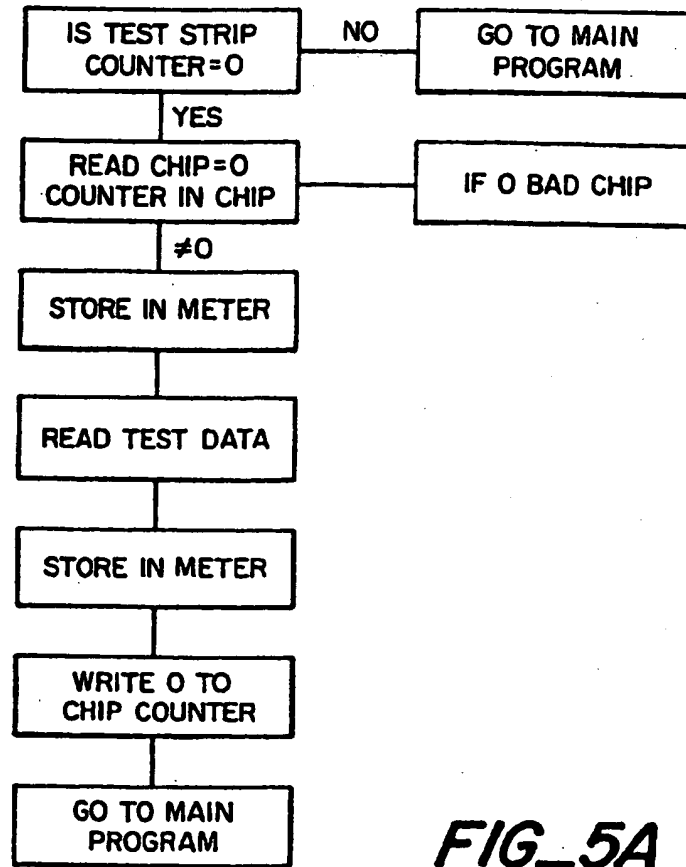 IS TEST STRIP
COUNTER=0
NO
GO TO MAIN
PROGRAM
YES
READ CHIP=0
COUNTER IN CHIP
IF 0 BAD CHIP
≠0
STORE IN METER
READ TEST DATA
STORE IN METER
WRITE 0 TO
CHIP COUNTER
GO TO MAIN
PROGRAM
FIG_5A